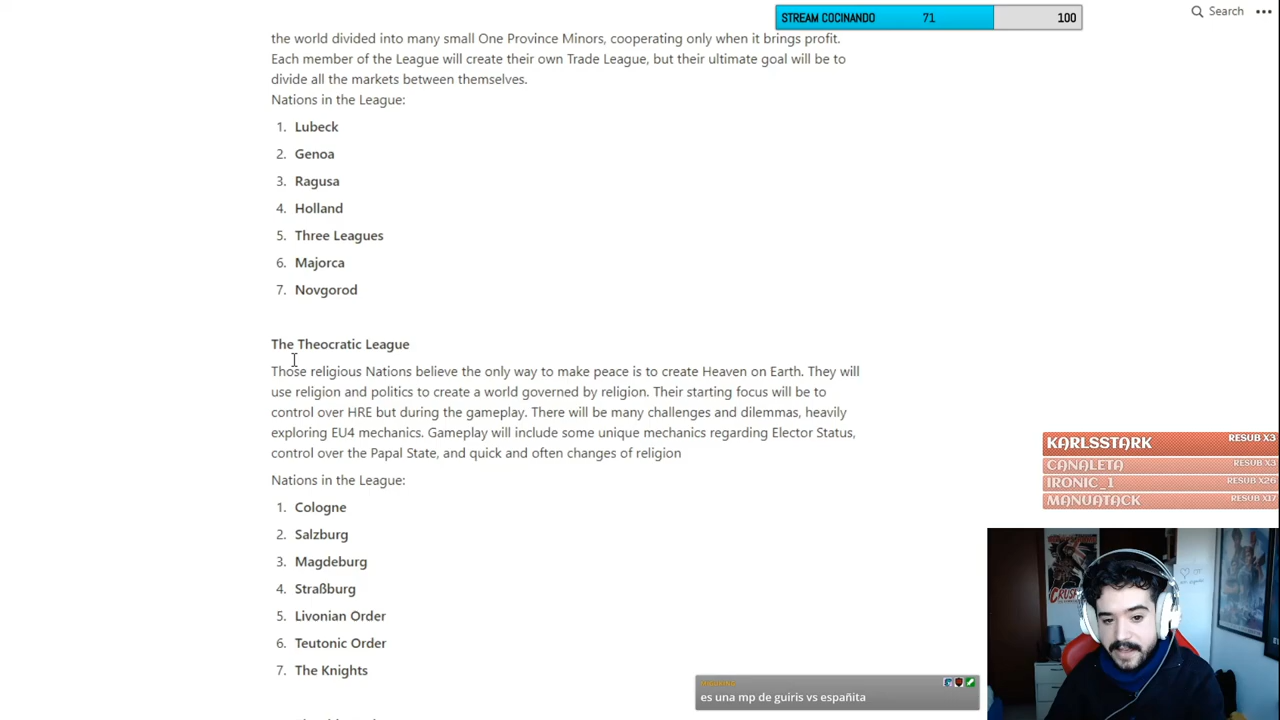 STREAM COCINANDO 71 100
Search
the world divided into many small One Province Minors, cooperating only when it brings profit.
Each member of the League will create their own Trade League, but their ultimate goal will be to
divide all the markets between themselves.
Nations in the League:
1. Lubeck
2. Genoa
3. Ragusa
4. Holland
5. Three Leagues
6. Majorca
7. Novgorod
The Theocratic League
Those religious Nations believe the only way to make peace is to create Heaven on Earth. They will
use religion and politics to create a world governed by religion. Their starting focus will be to
control over HRE but during the gameplay. There will be many challenges and dilemmas, heavily
exploring EU4 mechanics. Gameplay will include some unique mechanics regarding Elector Status,
control over the Papal State, and quick and often changes of religion
Nations in the League:
1. Cologne
2. Salzburg
3. Magdeburg
4. Straßburg
5. Livonian Order
6. Teutonic Order
7. The Knights
KARLSSTARK RESUB X3
CANALETA RESUB X3
IRONIC_1 RESUB X26
MANUATACK RESUB X17
es una mp de guiris vs españita